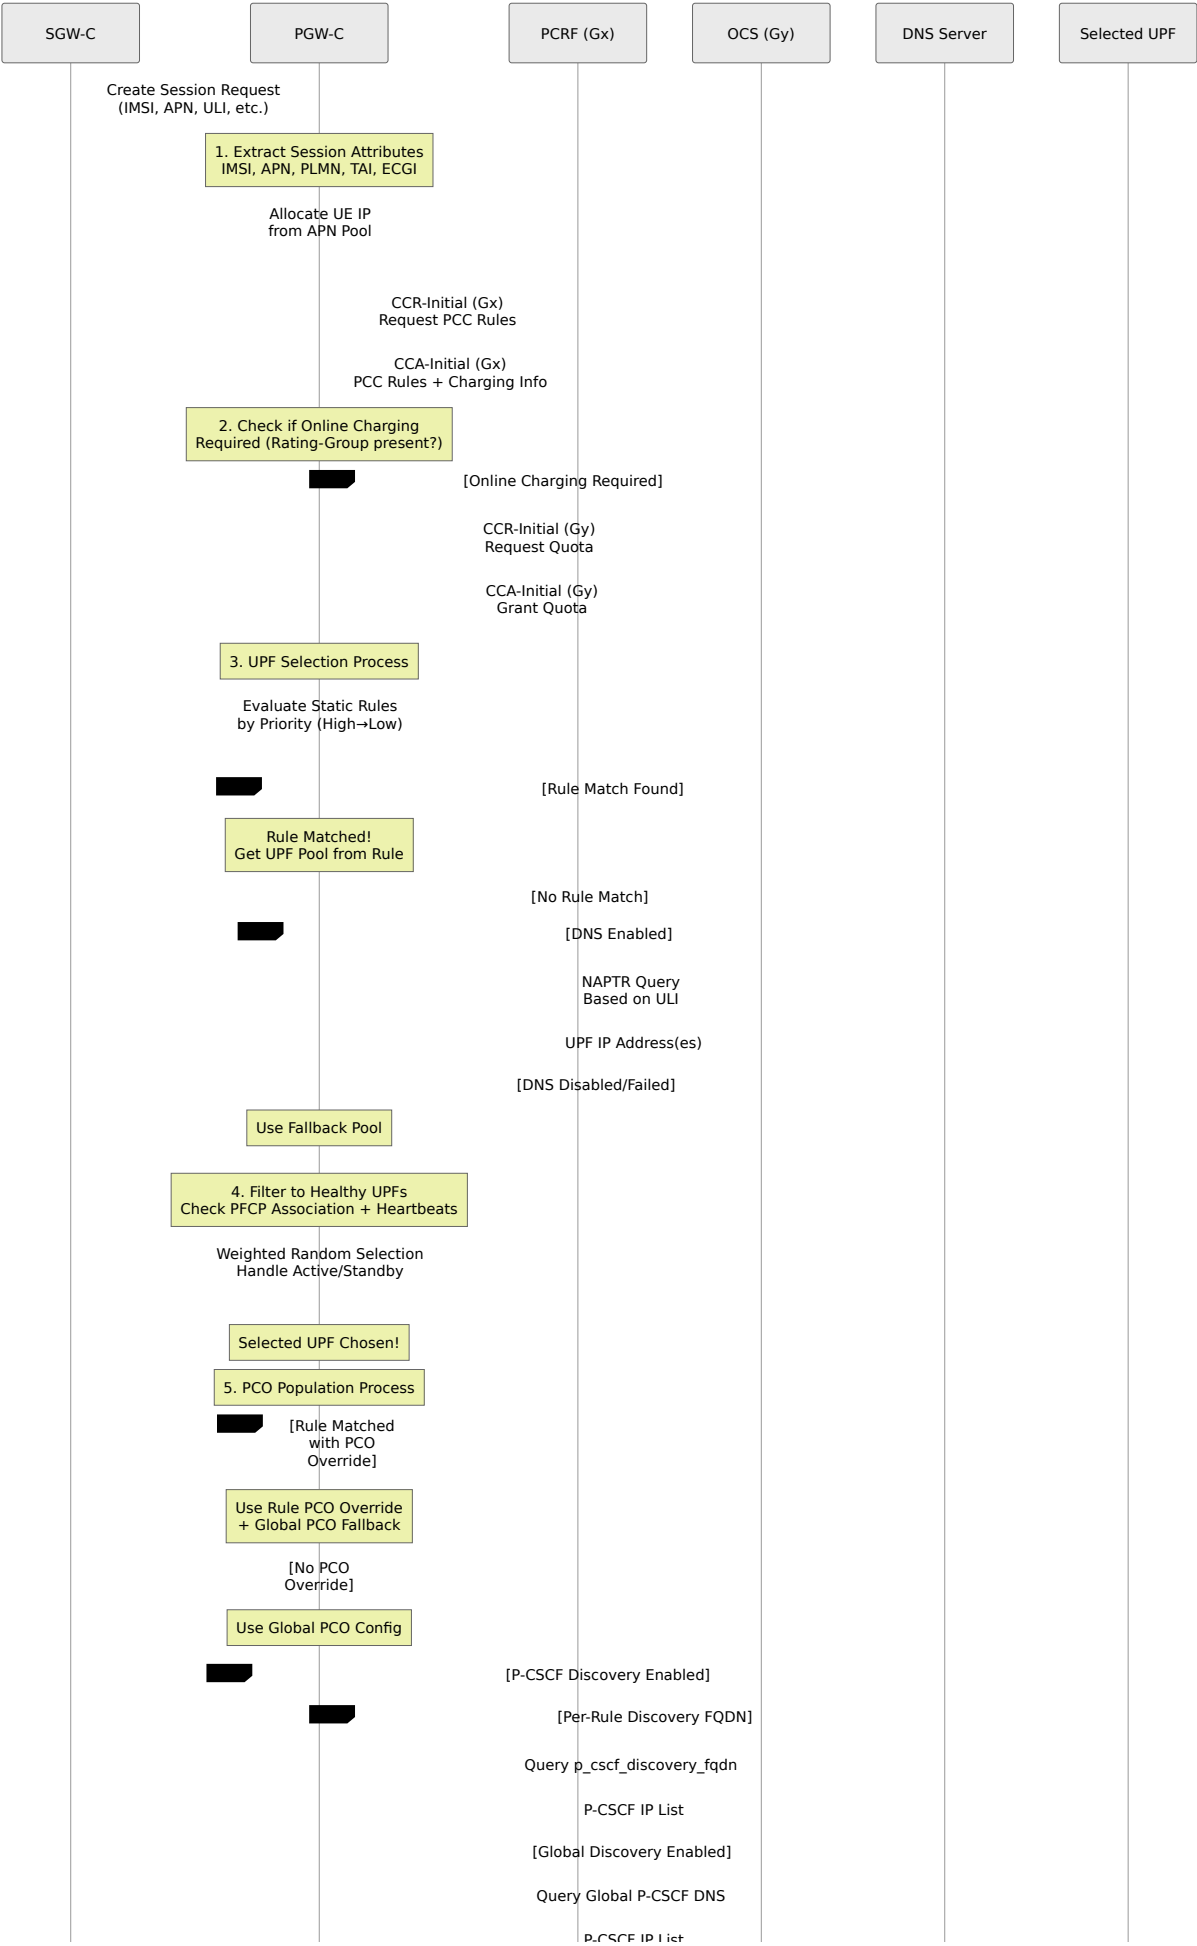 SGW-C
PGW-C
PCRF (Gx)
OCS (Gy)
DNS Server
Selected UPF
Create Session Request
(IMSI, APN, ULI, etc.)
1. Extract Session Attributes
IMSI, APN, PLMN, TAI, ECGI
Allocate UE IP
from APN Pool
CCR-Initial (Gx)
Request PCC Rules
CCA-Initial (Gx)
PCC Rules + Charging Info
2. Check if Online Charging
Required (Rating-Group present?)
[Online Charging Required]
CCR-Initial (Gy)
Request Quota
CCA-Initial (Gy)
Grant Quota
3. UPF Selection Process
Evaluate Static Rules
by Priority (High→Low)
[Rule Match Found]
Rule Matched!
Get UPF Pool from Rule
[No Rule Match]
[DNS Enabled]
NAPTR Query
Based on ULI
UPF IP Address(es)
[DNS Disabled/Failed]
Use Fallback Pool
4. Filter to Healthy UPFs
Check PFCP Association + Heartbeats
Weighted Random Selection
Handle Active/Standby
Selected UPF Chosen!
5. PCO Population Process
[Rule Matched
with PCO
Override]
Use Rule PCO Override
+ Global PCO Fallback
[No PCO
Override]
Use Global PCO Config
[P-CSCF Discovery Enabled]
[Per-Rule Discovery FQDN]
Query p_cscf_discovery_fqdn
P-CSCF IP List
[Global Discovery Enabled]
Query Global P-CSCF DNS
P-CSCF IP List